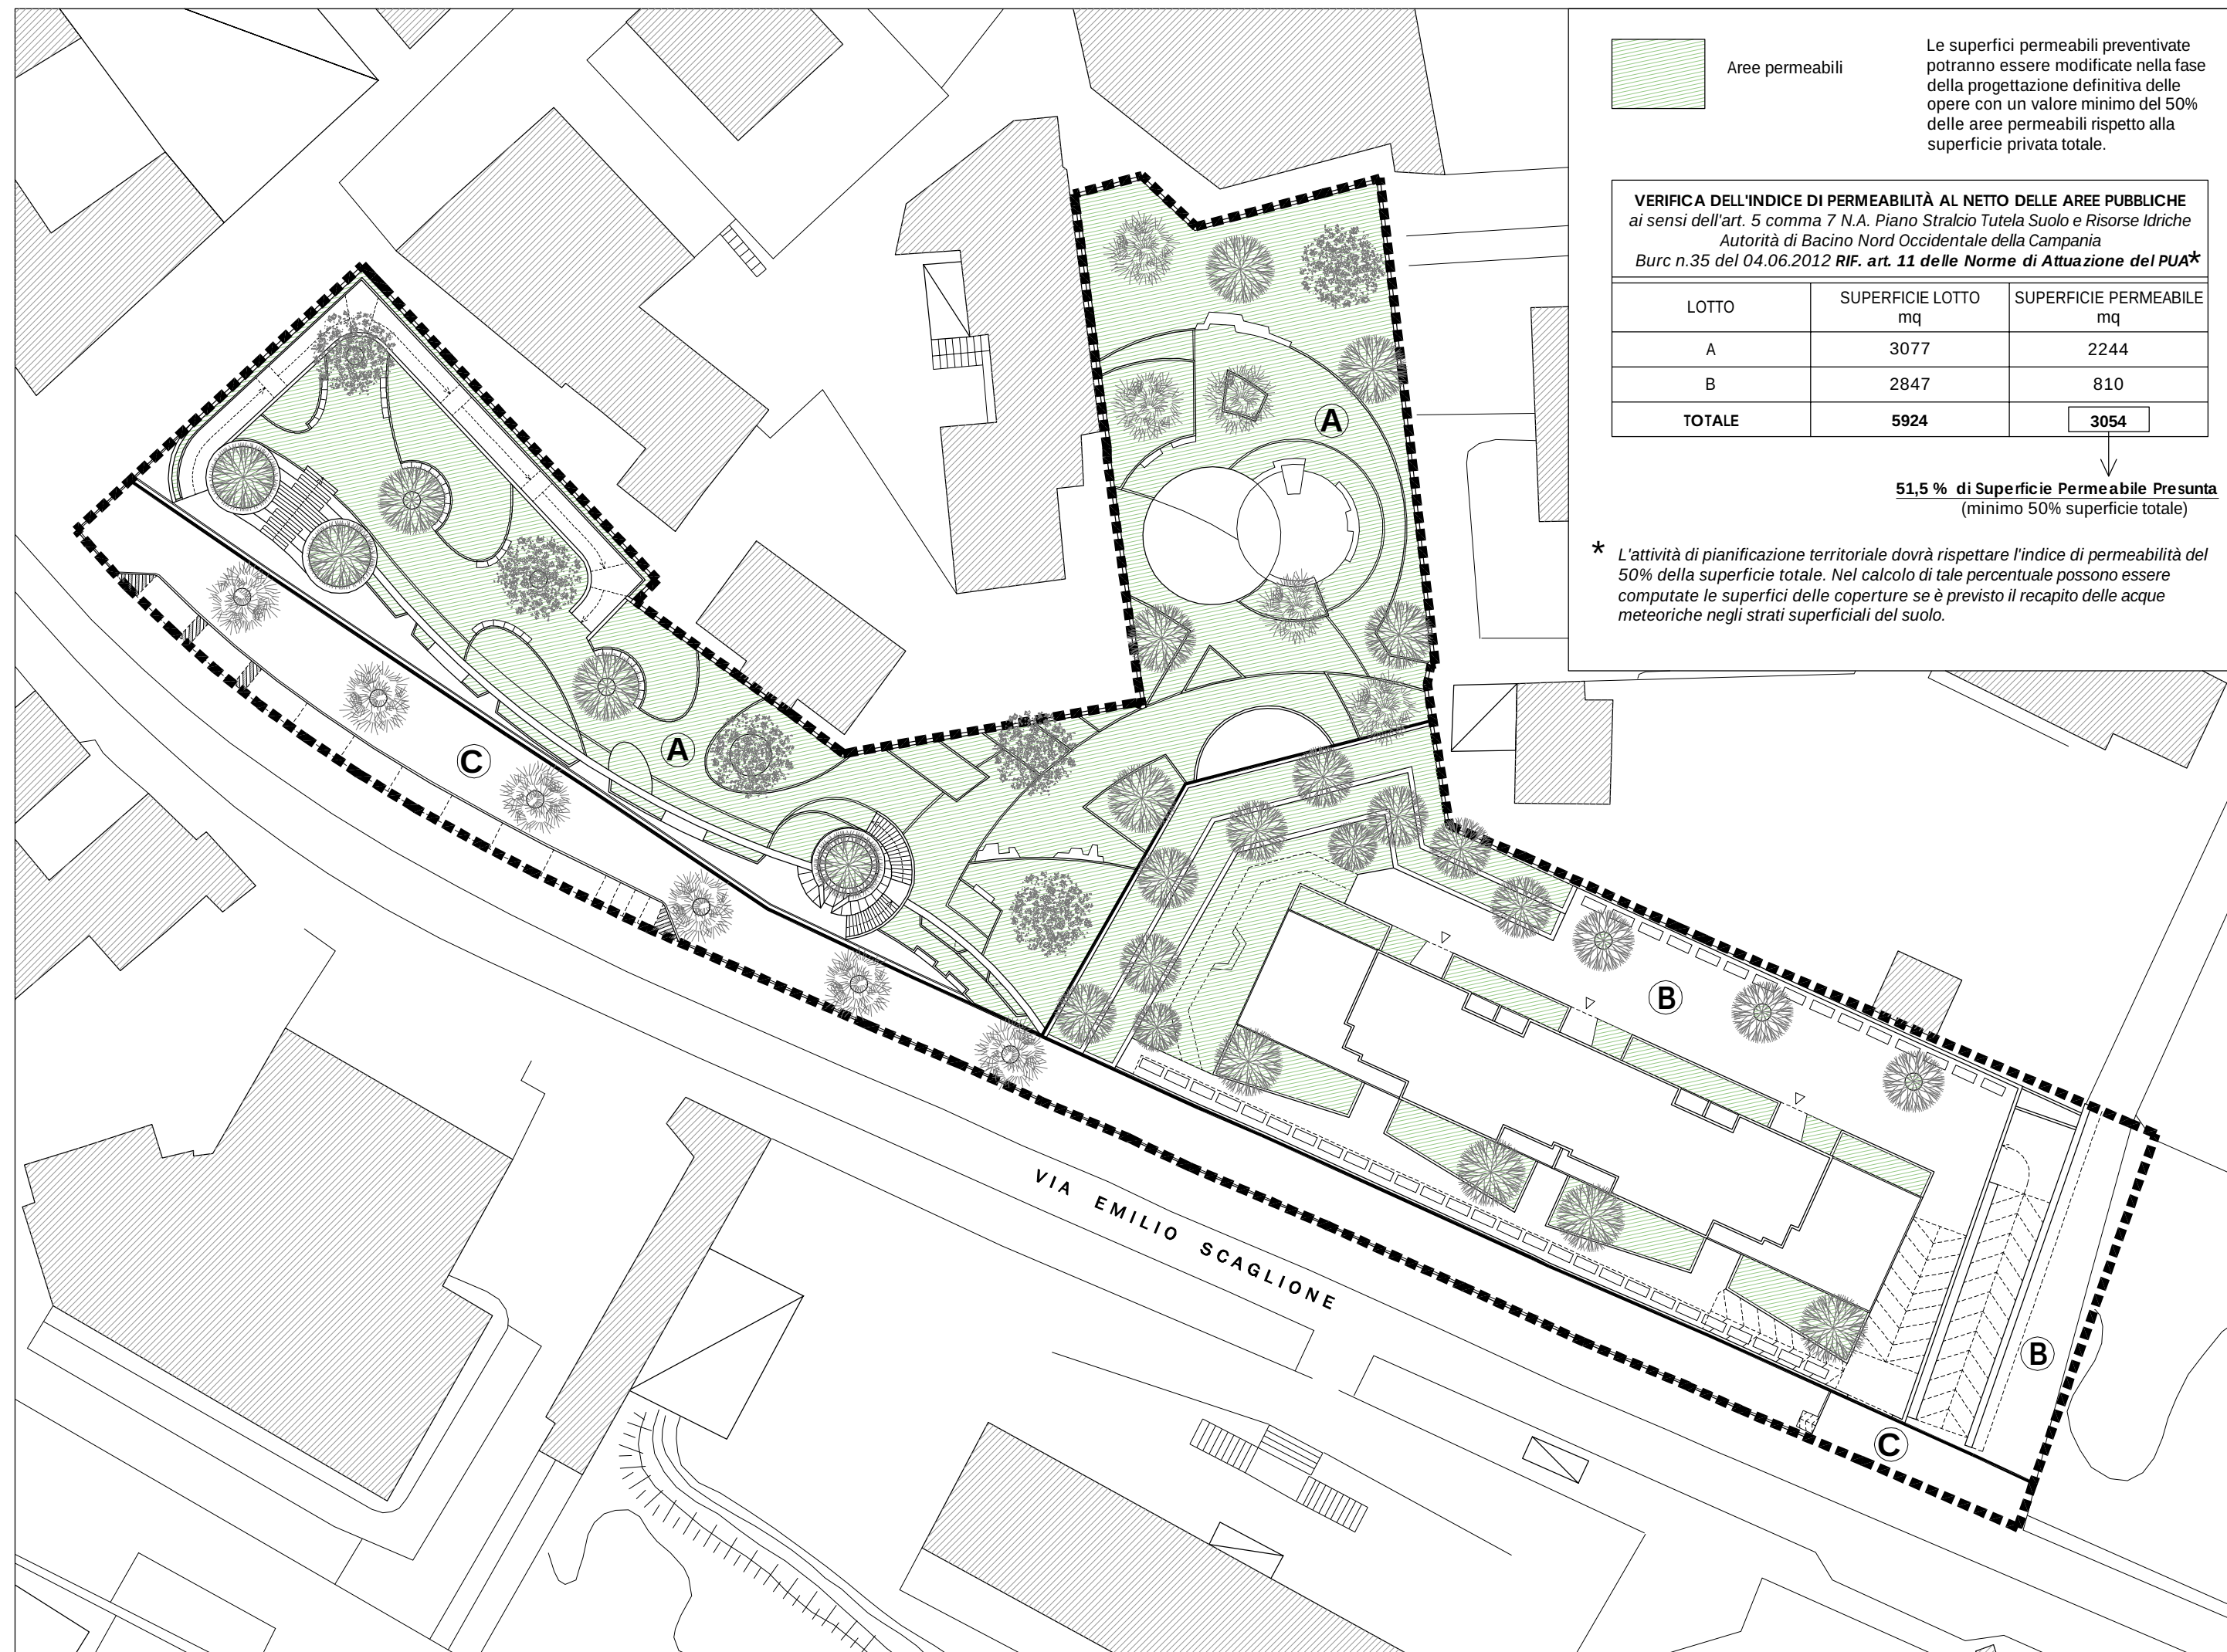 Aree permeabili
Le superfici permeabili preventivate
potranno essere modificate nella fase
della progettazione definitiva delle
opere con un valore minimo del 50%
delle aree permeabili rispetto alla
superficie privata totale.
VERIFICA DELL'INDICE DI PERMEABILITÀ AL NETTO DELLE AREE PUBBLICHE
ai sensi dell'art. 5 comma 7 N.A. Piano Stralcio Tutela Suolo e Risorse Idriche
Autorità di Bacino Nord Occidentale della Campania
Burc n.35 del 04.06.2012 RIF. art. 11 delle Norme di Attuazione del PUA*
LOTTO SUPERFICIE LOTTO mq SUPERFICIE PERMEABILE mq
A 3077 2244
B 2847 810
TOTALE 5924 3054
51,5 % di Superficie Permeabile Presunta
(minimo 50% superficie totale)
* L'attività di pianificazione territoriale dovrà rispettare l'indice di permeabilità del
50% della superficie totale. Nel calcolo di tale percentuale possono essere
computate le superfici delle coperture se è previsto il recapito delle acque
meteoriche negli strati superficiali del suolo.
A
A
C
B
B
C
VIA EMILIO SCAGLIONE